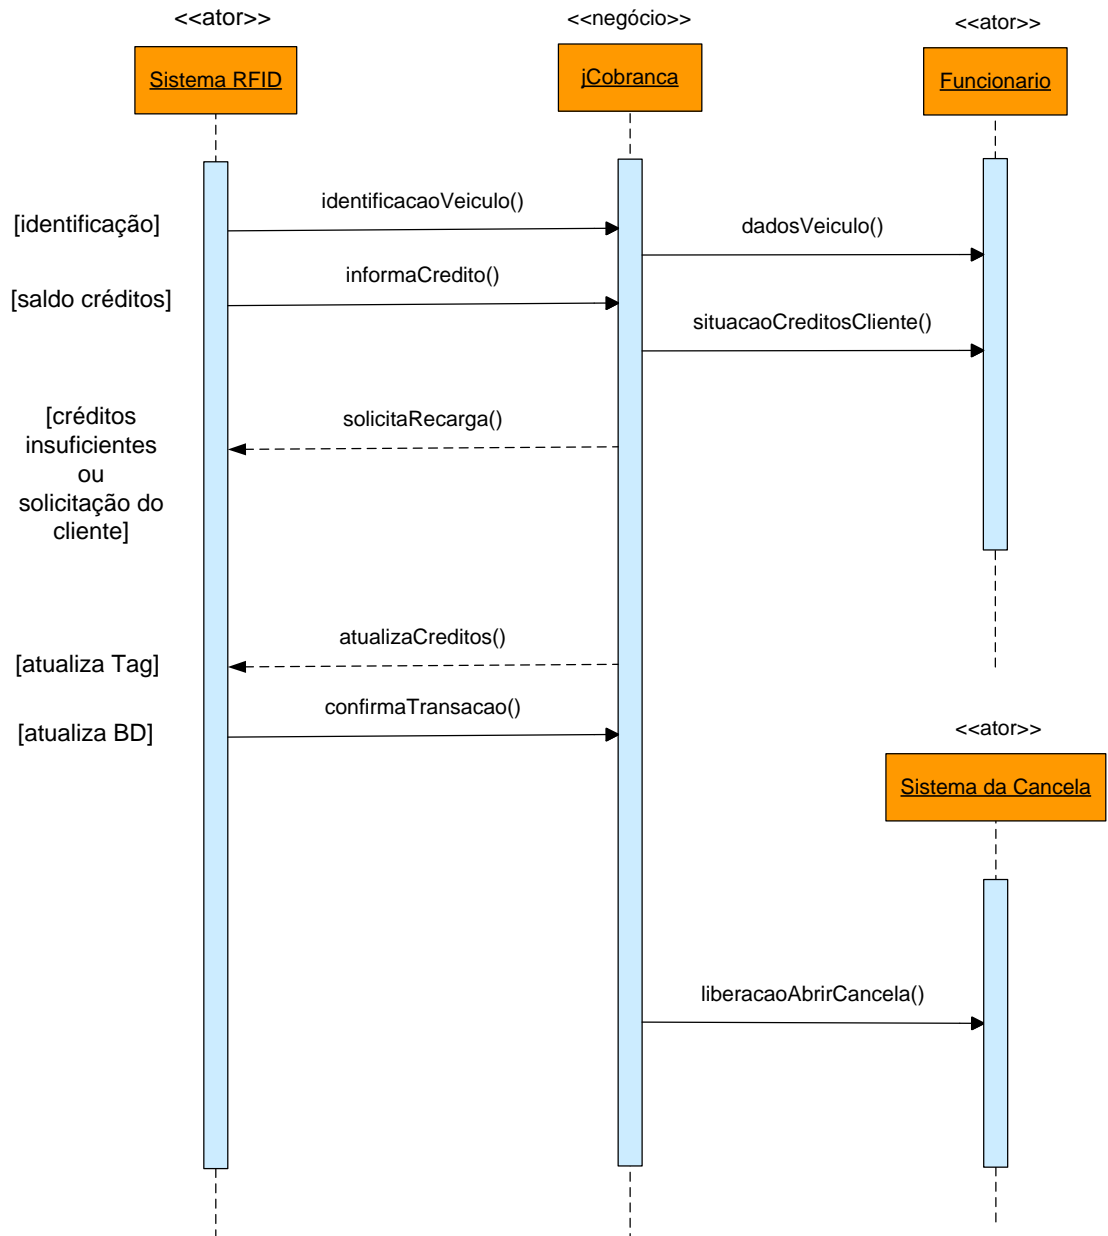 <<ator>>
<<negócio>>
<<ator>>
Sistema RFID
jCobranca
Funcionario
identificacaoVeiculo()
[identificação]
dadosVeiculo()
informaCredito()
[saldo créditos]
situacaoCreditosCliente()
[créditos
insuficientes
ou
solicitação do
cliente]
solicitaRecarga()
atualizaCreditos()
[atualiza Tag]
confirmaTransacao()
[atualiza BD]
<<ator>>
Sistema da Cancela
liberacaoAbrirCancela()